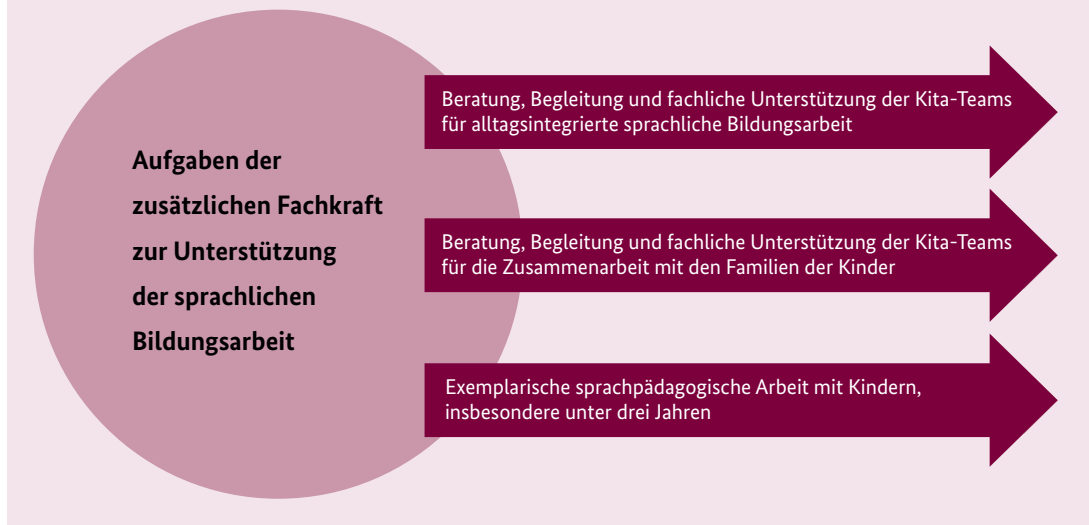 Aufgaben der
zusätzlichen Fachkraft
zur Unterstützung
der sprachlichen
Bildungsarbeit
Beratung, Begleitung und fachliche Unterstützung der Kita-Teams
für alltagsintegrierte sprachliche Bildungsarbeit
Beratung, Begleitung und fachliche Unterstützung der Kita-Teams
für die Zusammenarbeit mit den Familien der Kinder
Exemplarische sprachpädagogische Arbeit mit Kindern,
insbesondere unter drei Jahren